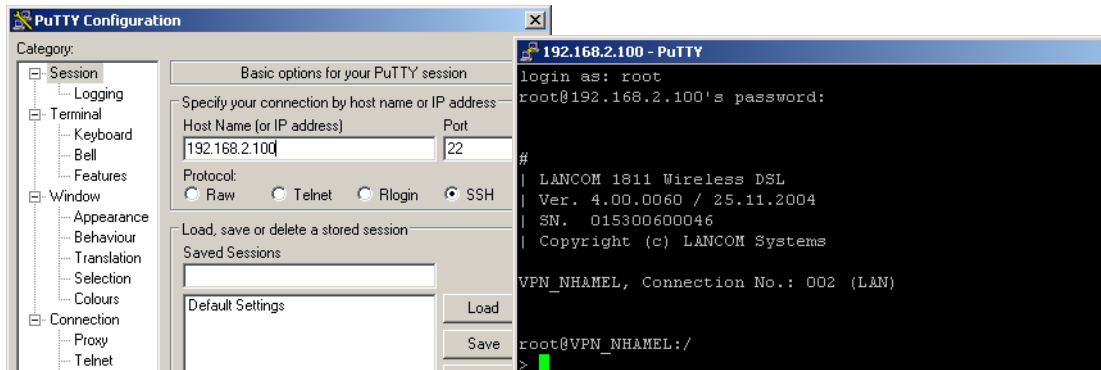 PuTTY Configuration
Category:
Session
Logging
Terminal
Keyboard
Bell
Features
Window
Appearance
Behaviour
Translation
Selection
Colours
Connection
Proxy
Telnet
Basic options for your PuTTY session
Specify your connection by host name or IP address
Host Name (or IP address) Port
192.168.2.100 22
Protocol:
Raw Telnet Rlogin SSH
Load, save or delete a stored session
Saved Sessions
Default Settings
Load
Save
192.168.2.100 - PuTTY
login as: root
root@192.168.2.100's password:
#
| LANCOM 1811 Wireless DSL
| Ver. 4.00.0060 / 25.11.2004
| SN. 015300600046
| Copyright (c) LANCOM Systems
VPN_NHAMEL, Connection No.: 002 (LAN)
root@VPN_NHAMEL:/
>